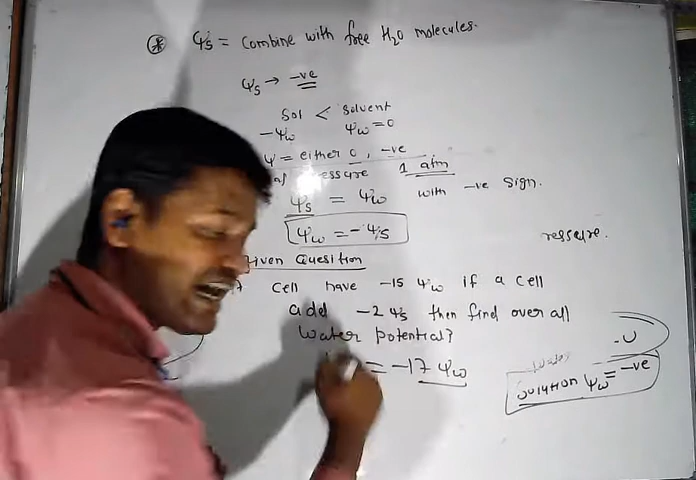 * Ψs = Combine with free H2O molecules.
Ψs → -ve
Sol < solvent
-Ψw Ψw = 0
Ψ = either 0, -ve
1 atm
Ψs = Ψw with -ve sign.
Ψw = -Ψs
ressure.
iven Question
cell have -15 Ψw if a cell
add -2 Ψs then find over all
water potential?
= -17 Ψw
Ψw = -ve